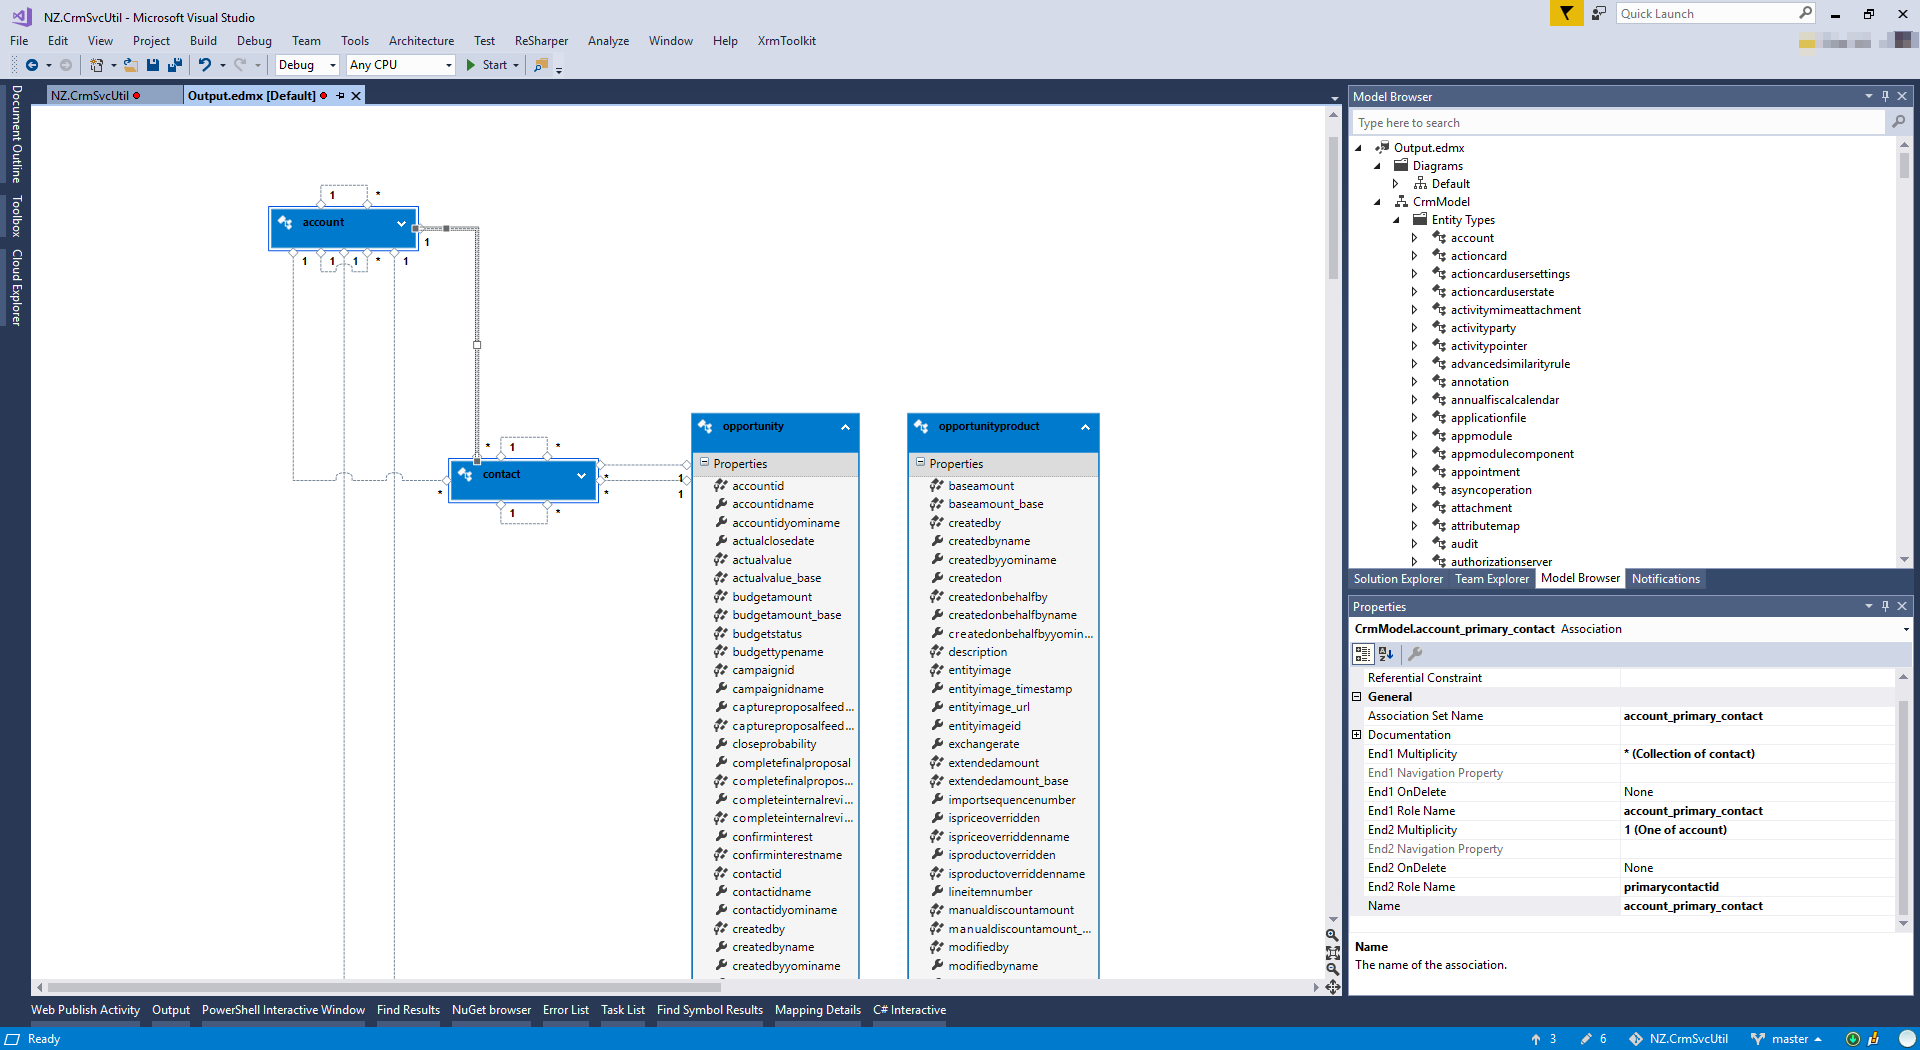 NZ.CrmSvcUtil - Microsoft Visual Studio
Quick Launch
File Edit View Project Build Debug Team Tools Architecture Test ReSharper Analyze Window Help XrmToolkit
Debug Any CPU Start
Document Outline
Toolbox
Cloud Explorer
NZ.CrmSvcUtil
Output.edmx [Default]
1 *
account
1
1 1 1 * 1
* 1 *
contact
*
* 1
* 1
1 *
opportunity
Properties
accountid
accountidname
accountidyominame
actualclosedate
actualvalue
actualvalue_base
budgetamount
budgetamount_base
budgetstatus
budgettypename
campaignid
campaignidname
captureproposalfeed...
captureproposalfeed...
closeprobability
completefinalproposal
completefinalpropos...
completeinternalrevi...
completeinternalrevi...
confirminterest
confirminterestname
contactid
contactidname
contactidyominame
createdby
createdbyname
createdbyyominame
opportunityproduct
Properties
baseamount
baseamount_base
createdby
createdbyname
createdbyyominame
createdon
createdonbehalfby
createdonbehalfbyname
createdonbehalfbyyomin...
description
entityimage
entityimage_timestamp
entityimage_url
entityimageid
exchangerate
extendedamount
extendedamount_base
importsequencenumber
ispriceoverridden
ispriceoverriddenname
isproductoverridden
isproductoverriddenname
lineitemnumber
manualdiscountamount
manualdiscountamount_...
modifiedby
modifiedbyname
Model Browser
Type here to search
Output.edmx
Diagrams
Default
CrmModel
Entity Types
account
actioncard
actioncardusersettings
actioncarduserstate
activitymimeattachment
activityparty
activitypointer
advancedsimilarityrule
annotation
annualfiscalcalendar
applicationfile
appmodule
appmodulecomponent
appointment
asyncoperation
attachment
attributemap
audit
authorizationserver
Solution Explorer Team Explorer Model Browser Notifications
Properties
CrmModel.account_primary_contact Association
Referential Constraint
General
Association Set Name account_primary_contact
Documentation
End1 Multiplicity * (Collection of contact)
End1 Navigation Property
End1 OnDelete None
End1 Role Name account_primary_contact
End2 Multiplicity 1 (One of account)
End2 Navigation Property
End2 OnDelete None
End2 Role Name primarycontactid
Name account_primary_contact
Name
The name of the association.
Web Publish Activity Output PowerShell Interactive Window Find Results NuGet browser Error List Task List Find Symbol Results Mapping Details C# Interactive
Ready
3 6 NZ.CrmSvcUtil master